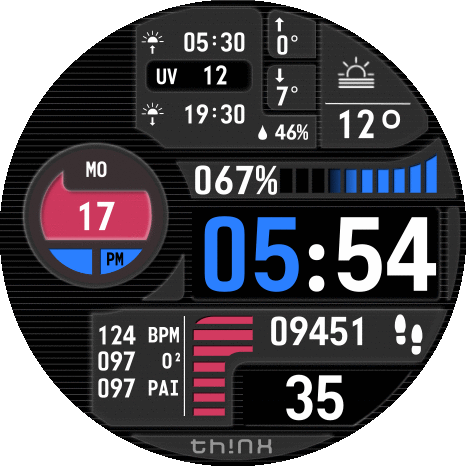 05:30
UV 12
19:30
↑ 0°
↓ 7°
46%
12°
067%
MO
17
PM
05:54
124 BPM
097 O²
097 PAI
09451
35
th!nx